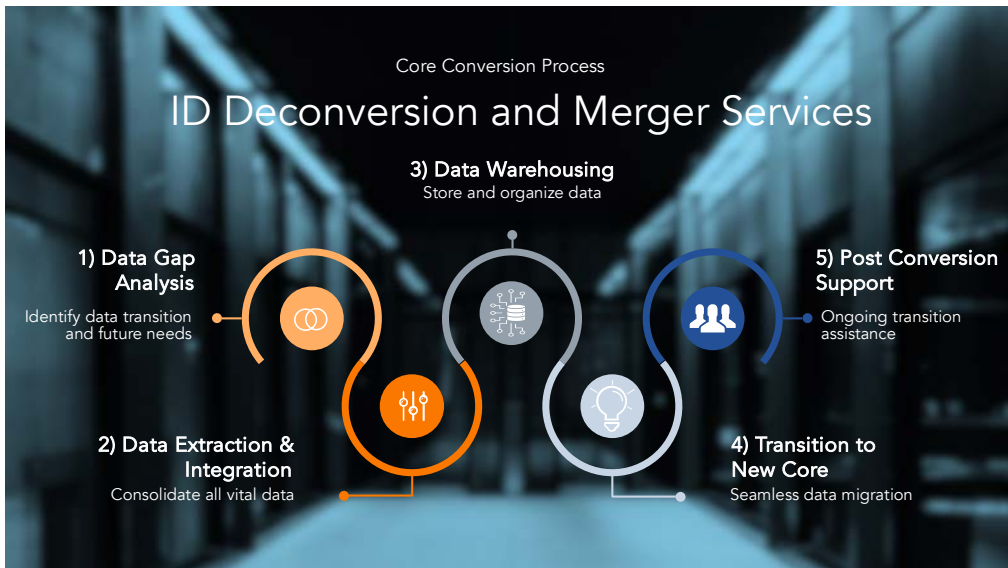 Core Conversion Process
ID Deconversion and Merger Services
3) Data Warehousing
Store and organize data
1) Data Gap
Analysis
Identify data transition
and future needs
5) Post Conversion
Support
Ongoing transition
assistance
2) Data Extraction &
Integration
Consolidate all vital data
4) Transition to
New Core
Seamless data migration